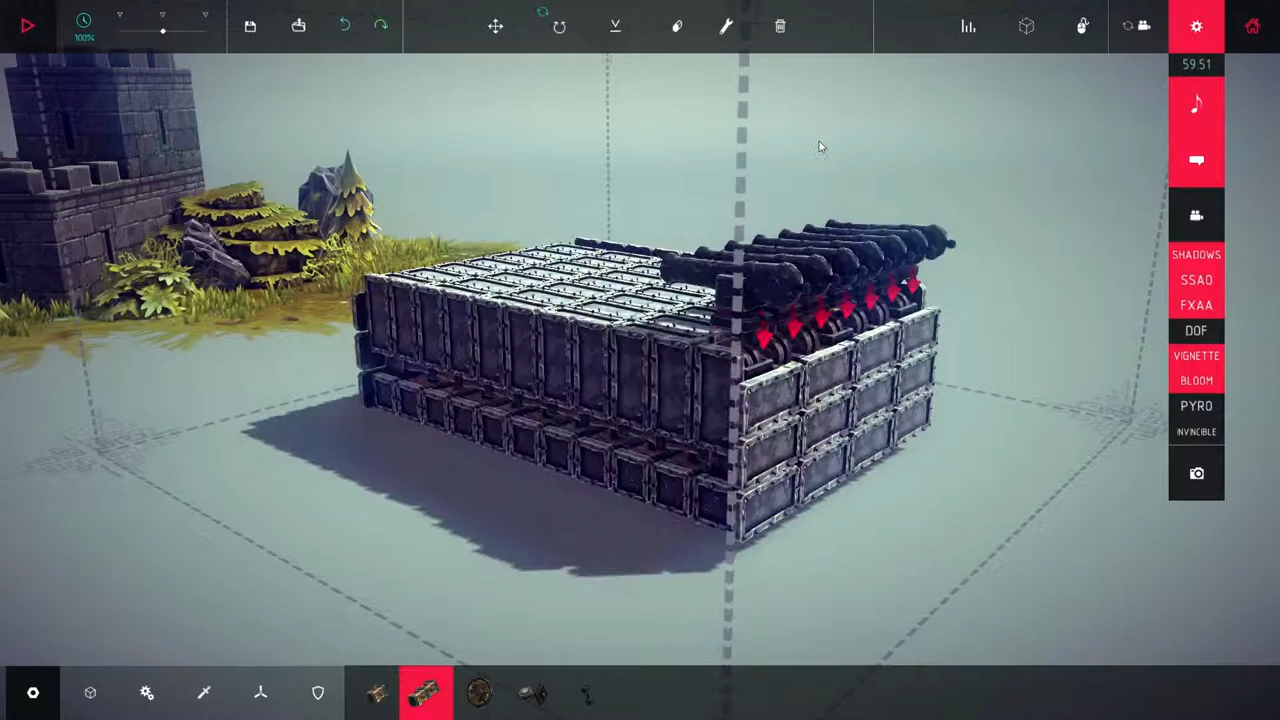 100%
59.51
SHADOWS
SSAO
FXAA
DOF
VIGNETTE
BLOOM
PYRO
INVINCIBLE